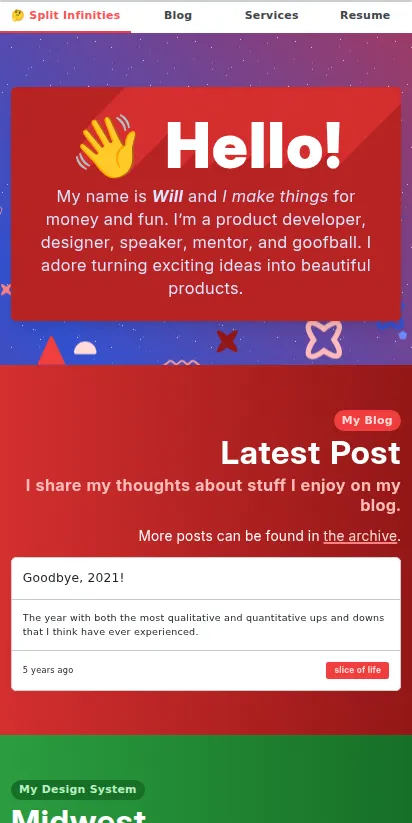 🤔 Split Infinities Blog Services Resume
👋 Hello!
My name is Will and I make things for
money and fun. I’m a product developer,
designer, speaker, mentor, and goofball. I
adore turning exciting ideas into beautiful
products.
My Blog
Latest Post
I share my thoughts about stuff I enjoy on my
blog.
More posts can be found in the archive.
Goodbye, 2021!
The year with both the most qualitative and quantitative ups and downs
that I think have ever experienced.
5 years ago slice of life
My Design System
Midwest